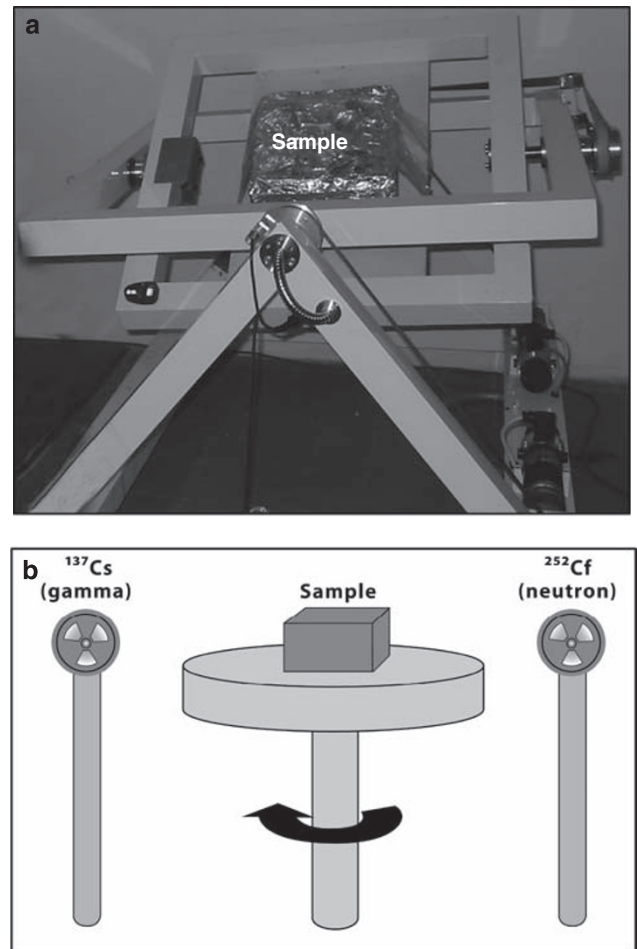 a
Sample
b
¹³⁷Cs
(gamma)
Sample
²⁵²Cf
(neutron)